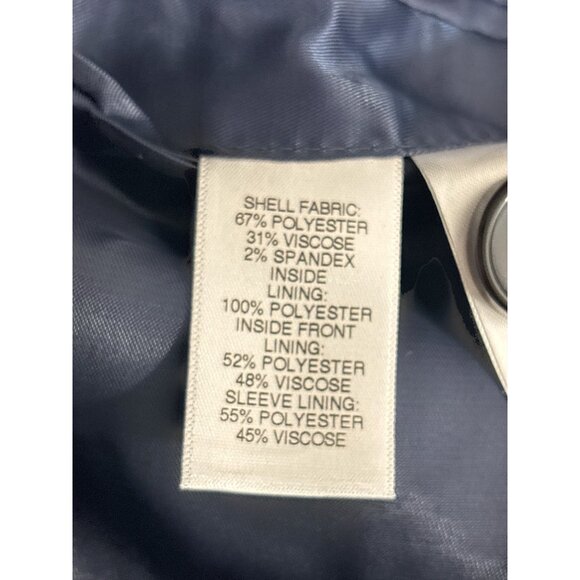 SHELL FABRIC:
67% POLYESTER
31% VISCOSE
2% SPANDEX
INSIDE
LINING:
100% POLYESTER
INSIDE FRONT
LINING:
52% POLYESTER
48% VISCOSE
SLEEVE LINING:
55% POLYESTER
45% VISCOSE